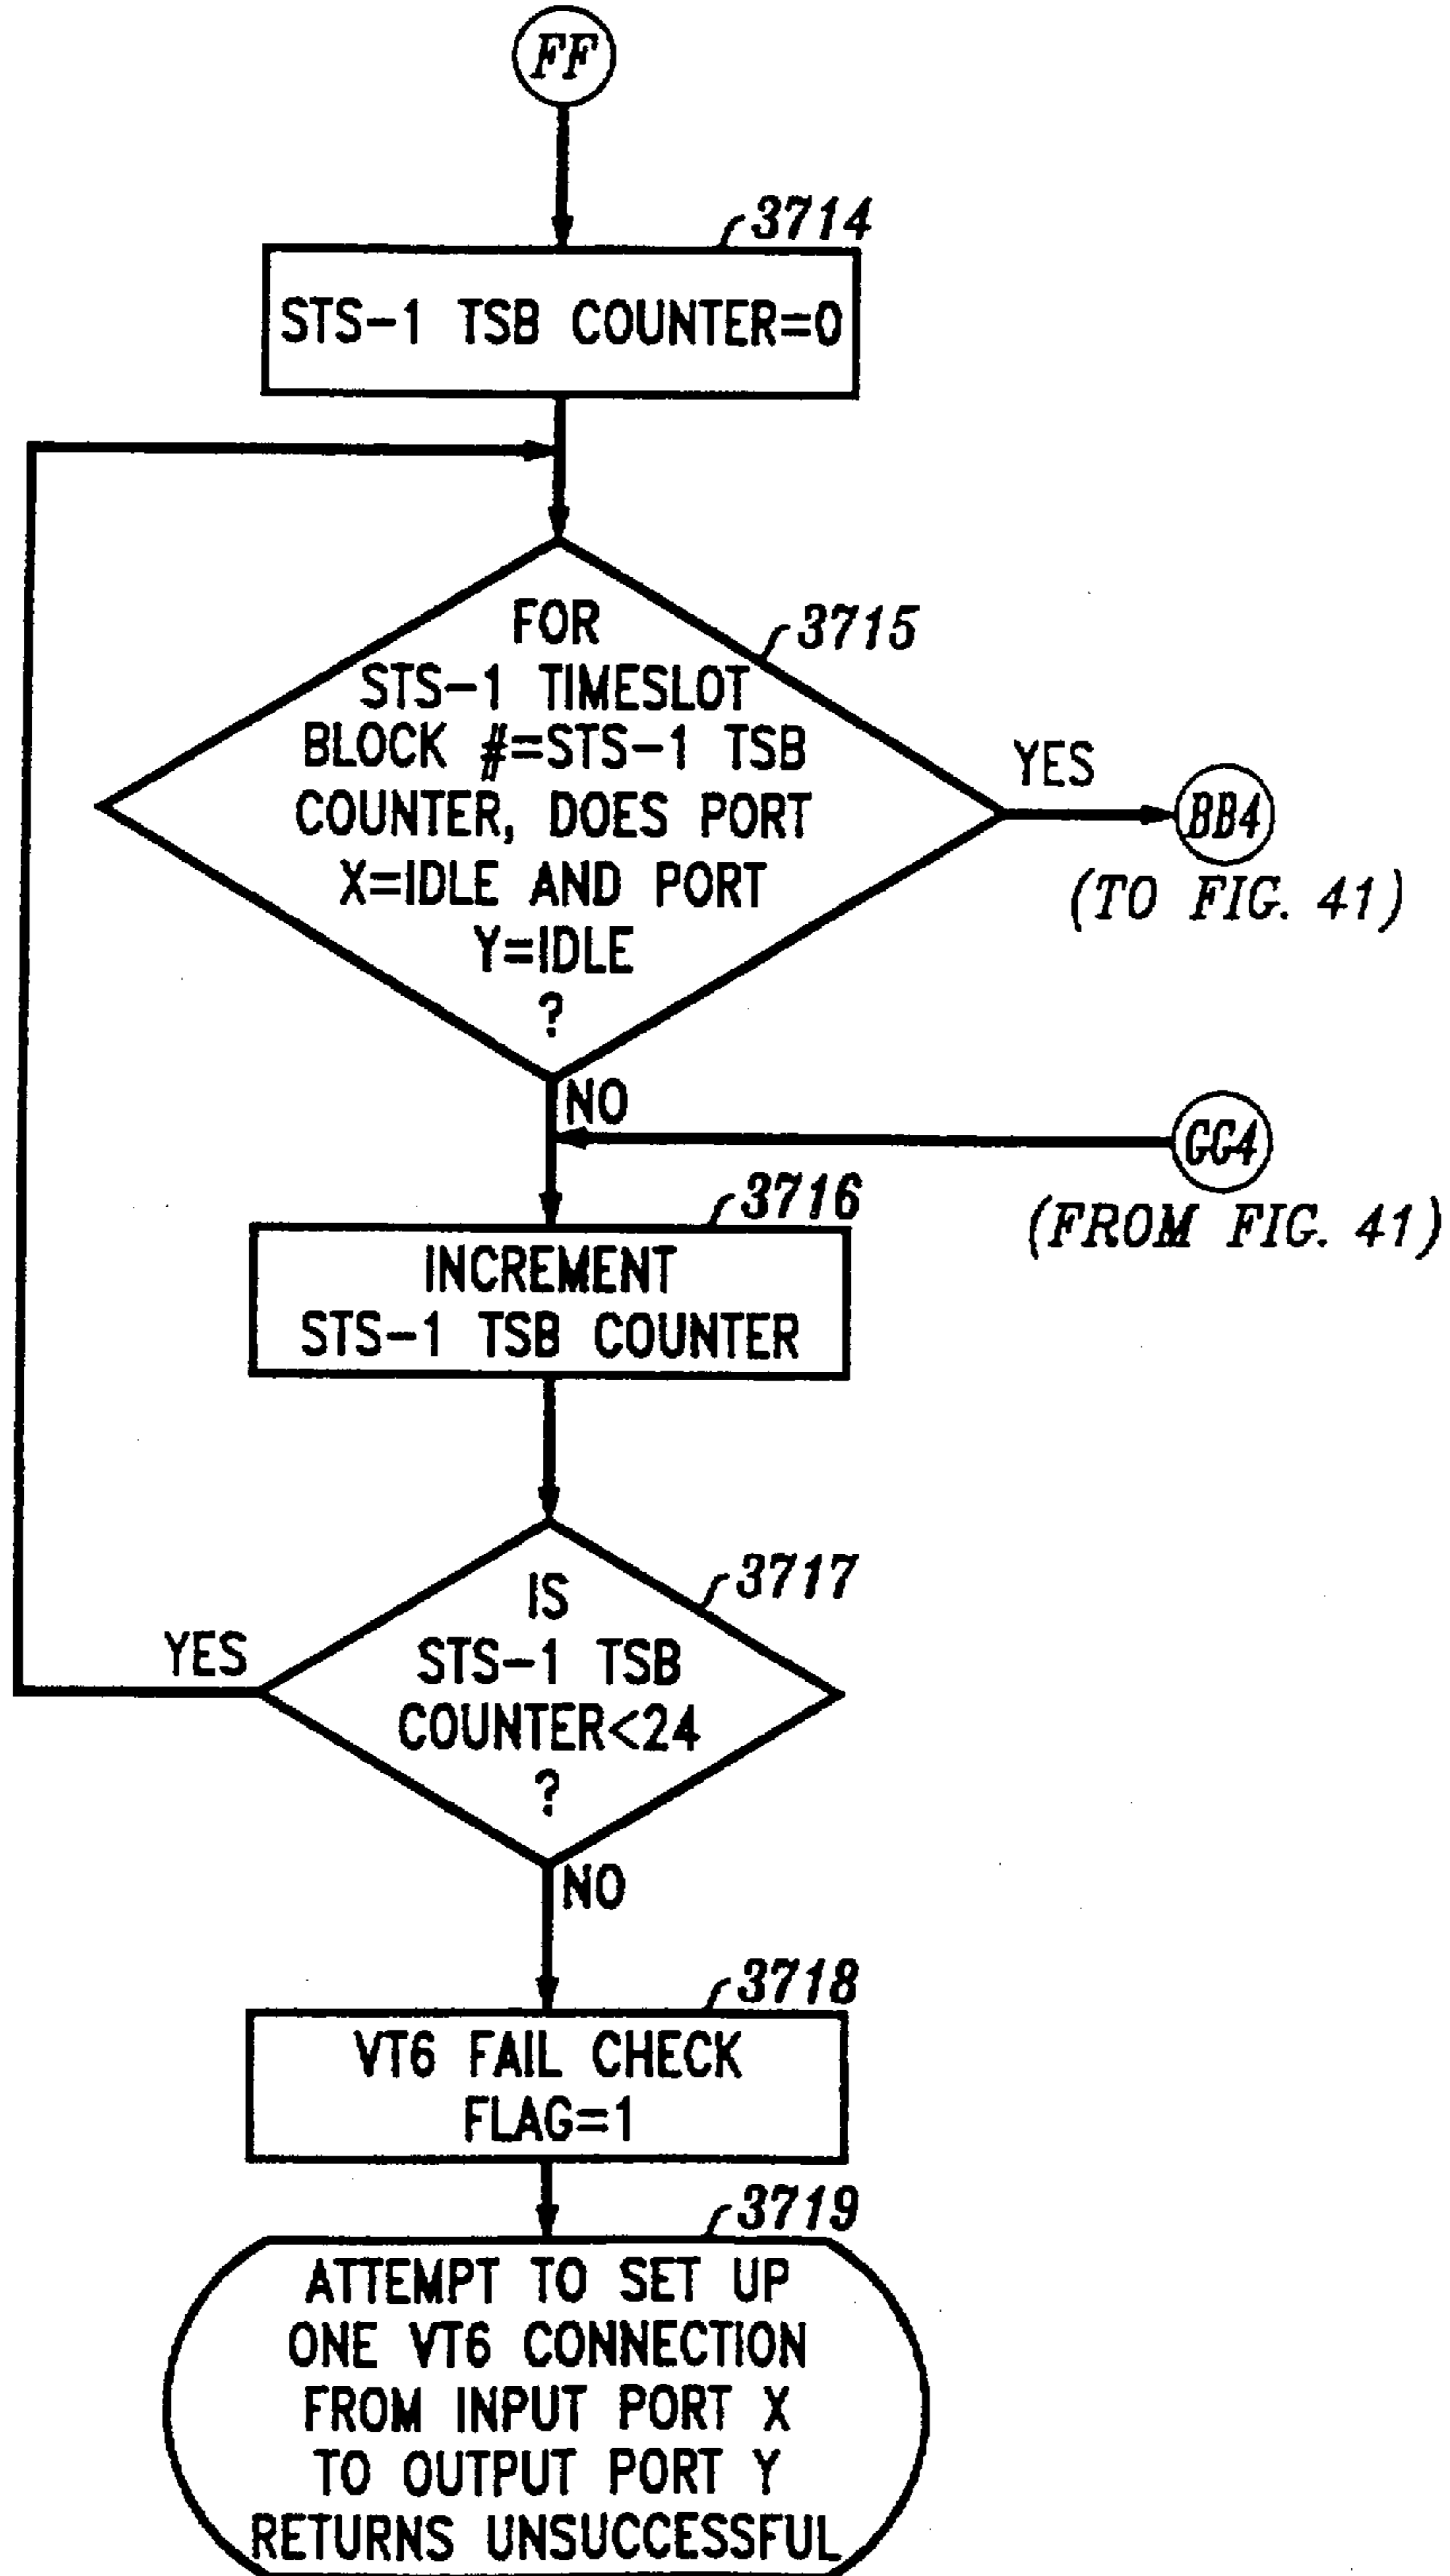 FF
3714
STS-1 TSB COUNTER=0
3715
FOR
STS-1 TIMESLOT
BLOCK #=STS-1 TSB
COUNTER, DOES PORT
X=IDLE AND PORT
Y=IDLE
?
YES
BB4
(TO FIG. 41)
NO
GG4
(FROM FIG. 41)
3716
INCREMENT
STS-1 TSB COUNTER
3717
IS
STS-1 TSB
COUNTER<24
?
YES
NO
3718
VT6 FAIL CHECK
FLAG=1
3719
ATTEMPT TO SET UP
ONE VT6 CONNECTION
FROM INPUT PORT X
TO OUTPUT PORT Y
RETURNS UNSUCCESSFUL